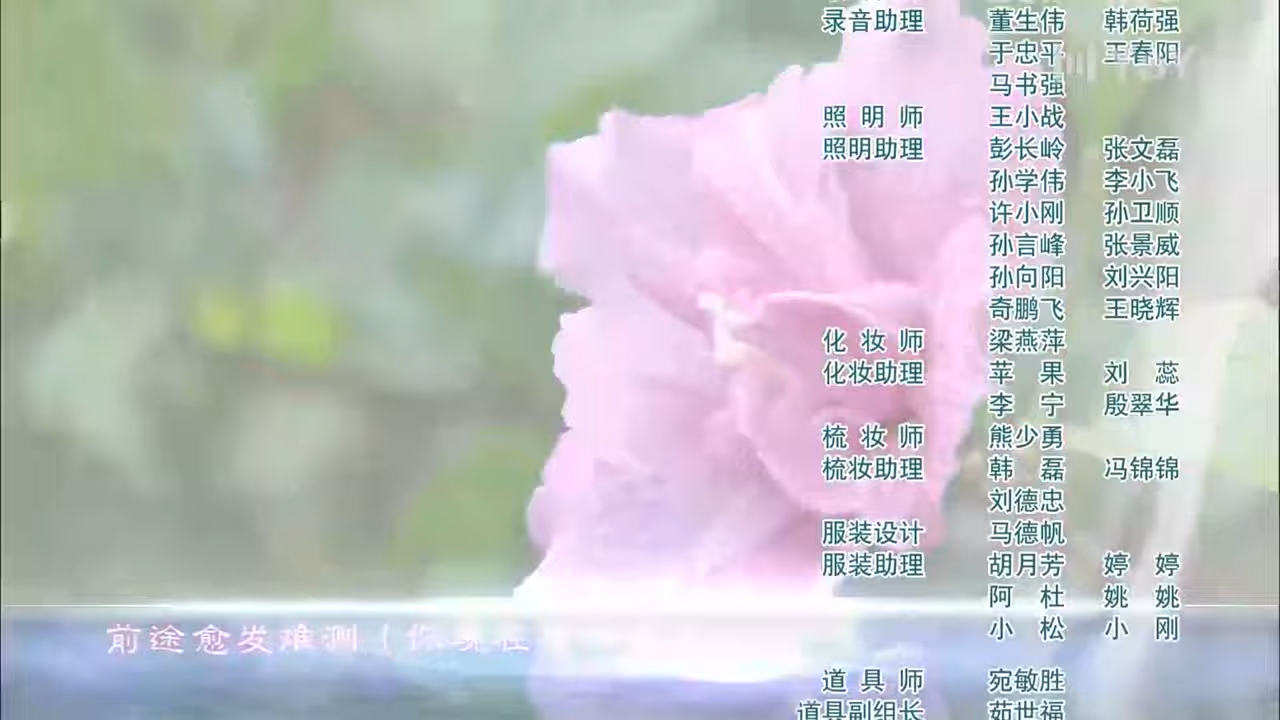 录音助理 董生伟 韩荷强
于忠平 王春阳
马书强
照明师 王小战
照明助理 彭长岭 张文磊
孙学伟 李小飞
许小刚 孙卫顺
孙言峰 张景威
孙向阳 刘兴阳
奇鹏飞 王晓辉
化妆师 梁燕萍
化妆助理 苹果 刘蕊
李宁 殷翠华
梳妆师 熊少勇
梳妆助理 韩磊 冯锦锦
刘德忠
服装设计 马德帆
服装助理 胡月芳 婷婷
阿杜 姚姚
小松 小刚
前途愈发难测（你现在
道具师 宛敏胜
道具副组长 茹世福